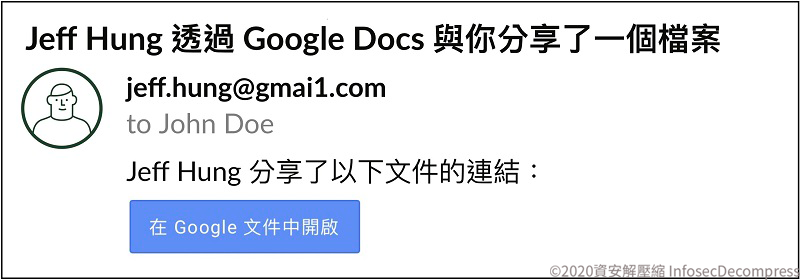 Jeff Hung 透過 Google Docs 與你分享了一個檔案
jeff.hung@gmai1.com
to John Doe
Jeff Hung 分享了以下文件的連結：
在 Google 文件中開啟
©2020資安解壓縮 InfosecDecompress